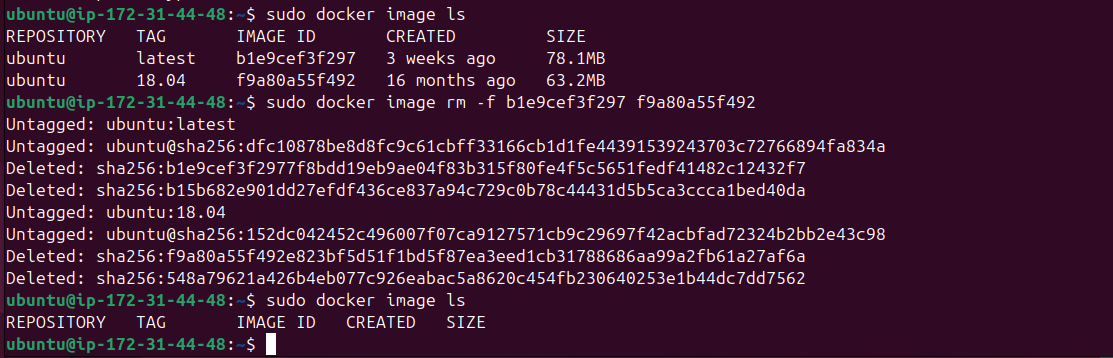 ubuntu@ip-172-31-44-48:~$ sudo docker image ls
REPOSITORY   TAG       IMAGE ID       CREATED         SIZE
ubuntu       latest    b1e9cef3f297   3 weeks ago     78.1MB
ubuntu       18.04     f9a80a55f492   16 months ago   63.2MB
ubuntu@ip-172-31-44-48:~$ sudo docker image rm -f b1e9cef3f297 f9a80a55f492
Untagged: ubuntu:latest
Untagged: ubuntu@sha256:dfc10878be8d8fc9c61cbff33166cb1d1fe44391539243703c72766894fa834a
Deleted: sha256:b1e9cef3f2977f8bdd19eb9ae04f83b315f80fe4f5c5651fedf41482c12432f7
Deleted: sha256:b15b682e901dd27efdf436ce837a94c729c0b78c44431d5b5ca3ccca1bed40da
Untagged: ubuntu:18.04
Untagged: ubuntu@sha256:152dc042452c496007f07ca9127571cb9c29697f42acbfad72324b2bb2e43c98
Deleted: sha256:f9a80a55f492e823bf5d51f1bd5f87ea3eed1cb31788686aa99a2fb61a27af6a
Deleted: sha256:548a79621a426b4eb077c926eabac5a8620c454fb230640253e1b44dc7dd7562
ubuntu@ip-172-31-44-48:~$ sudo docker image ls
REPOSITORY   TAG       IMAGE ID   CREATED   SIZE
ubuntu@ip-172-31-44-48:~$